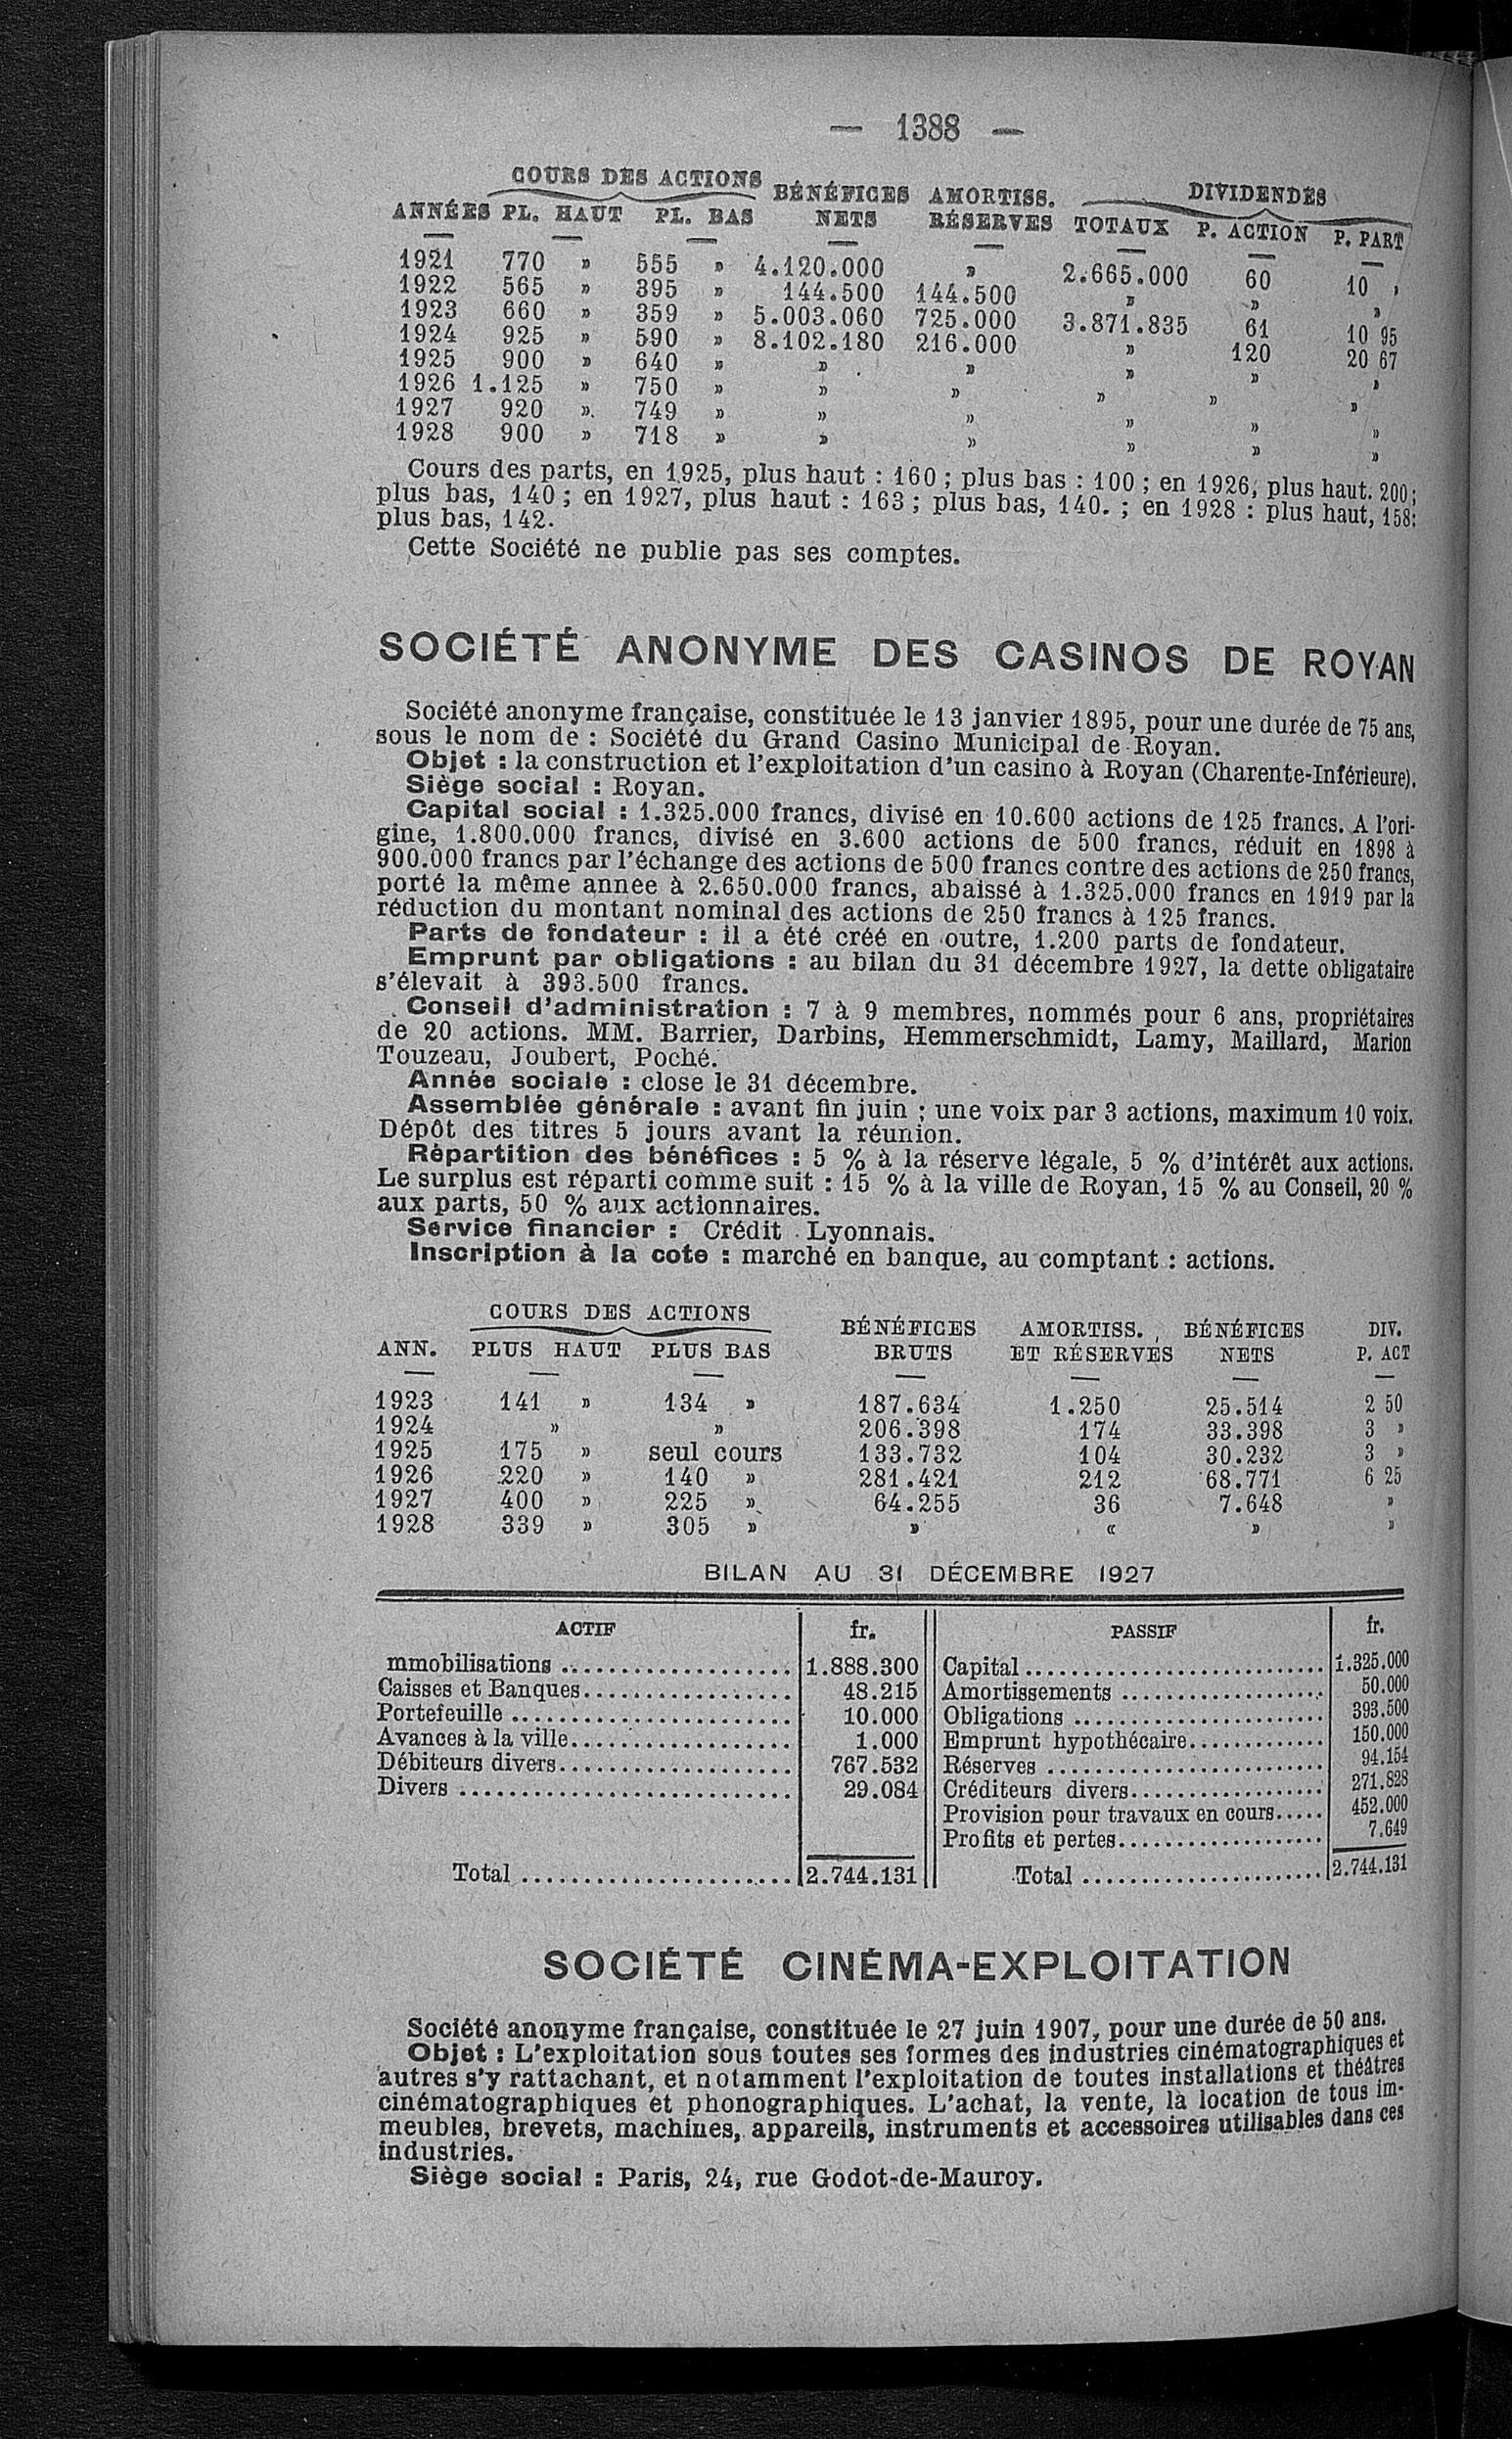 — 1388 —
COURS DES ACTIONS BÉNÉFICES AMORTISS. DIVIDENDES
ANNÉES PL. HAUT PL. BAS NETS RÉSERVES TOTAUX P. ACTION P. PART
1921 770 » 555 » 4.120.000 » 2.665.000 60 10 »
1922 565 » 395 » 144.500 144.500 » » »
1923 660 » 359 » 5.003.060 725.000 3.871.835 61 10 95
1924 925 » 590 » 8.102.180 216.000 » 120 20 67
1925 900 » 640 » » » » » »
1926 1.125 » 750 » » » » » »
1927 920 » 749 » » » » » »
1928 900 » 718 » » » » » »
Cours des parts, en 1925, plus haut : 160 ; plus bas : 100 ; en 1926, plus haut. 200 ;
plus bas, 140 ; en 1927, plus haut : 163 ; plus bas, 140. ; en 1928 : plus haut, 158;
plus bas, 142.
Cette Société ne publie pas ses comptes.
SOCIÉTÉ ANONYME DES CASINOS DE ROYAN
Société anonyme française, constituée le 13 janvier 1895, pour une durée de 75 ans,
sous le nom de : Société du Grand Casino Municipal de Royan.
Objet : la construction et l'exploitation d'un casino à Royan (Charente-Inférieure).
Siège social : Royan.
Capital social : 1.325.000 francs, divisé en 10.600 actions de 125 francs. A l'ori-
gine, 1.800.000 francs, divisé en 3.600 actions de 500 francs, réduit en 1898 à
900.000 francs par l'échange des actions de 500 francs contre des actions de 250 francs,
porté la même année à 2.650.000 francs, abaissé à 1.325.000 francs en 1919 par la
réduction du montant nominal des actions de 250 francs à 125 francs.
Parts de fondateur : il a été créé en outre, 1.200 parts de fondateur.
Emprunt par obligations : au bilan du 31 décembre 1927, la dette obligataire
s'élevait à 393.500 francs.
Conseil d'administration : 7 à 9 membres, nommés pour 6 ans, propriétaires
de 20 actions. MM. Barrier, Darbins, Hemmerschmidt, Lamy, Maillard, Marion
Touzeau, Joubert, Poché.
Année sociale : close le 31 décembre.
Assemblée générale : avant fin juin ; une voix par 3 actions, maximum 10 voix.
Dépôt des titres 5 jours avant la réunion.
Répartition des bénéfices : 5 % à la réserve légale, 5 % d'intérêt aux actions.
Le surplus est réparti comme suit : 15 % à la ville de Royan, 15 % au Conseil, 20 %
aux parts, 50 % aux actionnaires.
Service financier : Crédit Lyonnais.
Inscription à la cote : marché en banque, au comptant : actions.
COURS DES ACTIONS BÉNÉFICES AMORTISS. BÉNÉFICES DIV.
ANN. PLUS HAUT PLUS BAS BRUTS ET RÉSERVES NETS P. ACT
1923 141 » 134 » 187.634 1.250 25.514 2 50
1924 » » 206.398 174 33.398 3 »
1925 175 » seul cours 133.732 104 30.232 3 »
1926 220 » 140 » 281.421 212 68.771 6 25
1927 400 » 225 » 64.255 36 7.648 »
1928 339 » 305 » » « » »
BILAN AU 31 DÉCEMBRE 1927
ACTIF fr. PASSIF fr.
mmobilisations .................... 1.888.300 Capital .......................... 1.325.000
Caisses et Banques.................. 48.215 Amortissements .................. 50.000
Portefeuille ........................ 10.000 Obligations ...................... 393.500
Avances à la ville................... 1.000 Emprunt hypothécaire............. 150.000
Débiteurs divers.................... 767.532 Réserves ........................ 94.154
Divers ............................. 29.084 Créditeurs divers................. 271.828
Provision pour travaux en cours..... 452.000
Profits et pertes................... 7.649
Total ....................... 2.744.131 Total ..................... 2.744.131
SOCIÉTÉ CINÉMA-EXPLOITATION
Société anonyme française, constituée le 27 juin 1907, pour une durée de 50 ans.
Objet : L'exploitation sous toutes ses formes des industries cinématographiques et
autres s'y rattachant, et notamment l'exploitation de toutes installations et théâtres
cinématographiques et phonographiques. L'achat, la vente, la location de tous im-
meubles, brevets, machines, appareils, instruments et accessoires utilisables dans ces
industries.
Siège social : Paris, 24, rue Godot-de-Mauroy.